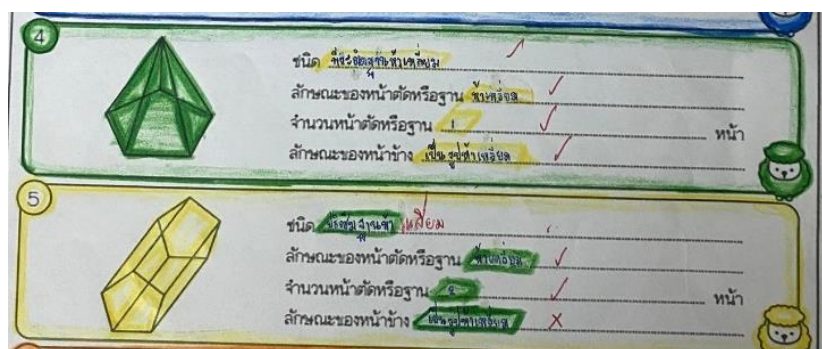 4
ชนิด พีระมิดฐานห้าเหลี่ยม
ลักษณะของหน้าตัดหรือฐาน ห้าเหลี่ยม
จำนวนหน้าตัดหรือฐาน 1 หน้า
ลักษณะของหน้าข้าง เป็นรูปห้าเหลี่ยม
5
ชนิด ปริซึมฐานห้าเหลี่ยม
ลักษณะของหน้าตัดหรือฐาน ห้าเหลี่ยม
จำนวนหน้าตัดหรือฐาน 2 หน้า
ลักษณะของหน้าข้าง เป็นรูปห้าเหลี่ยม